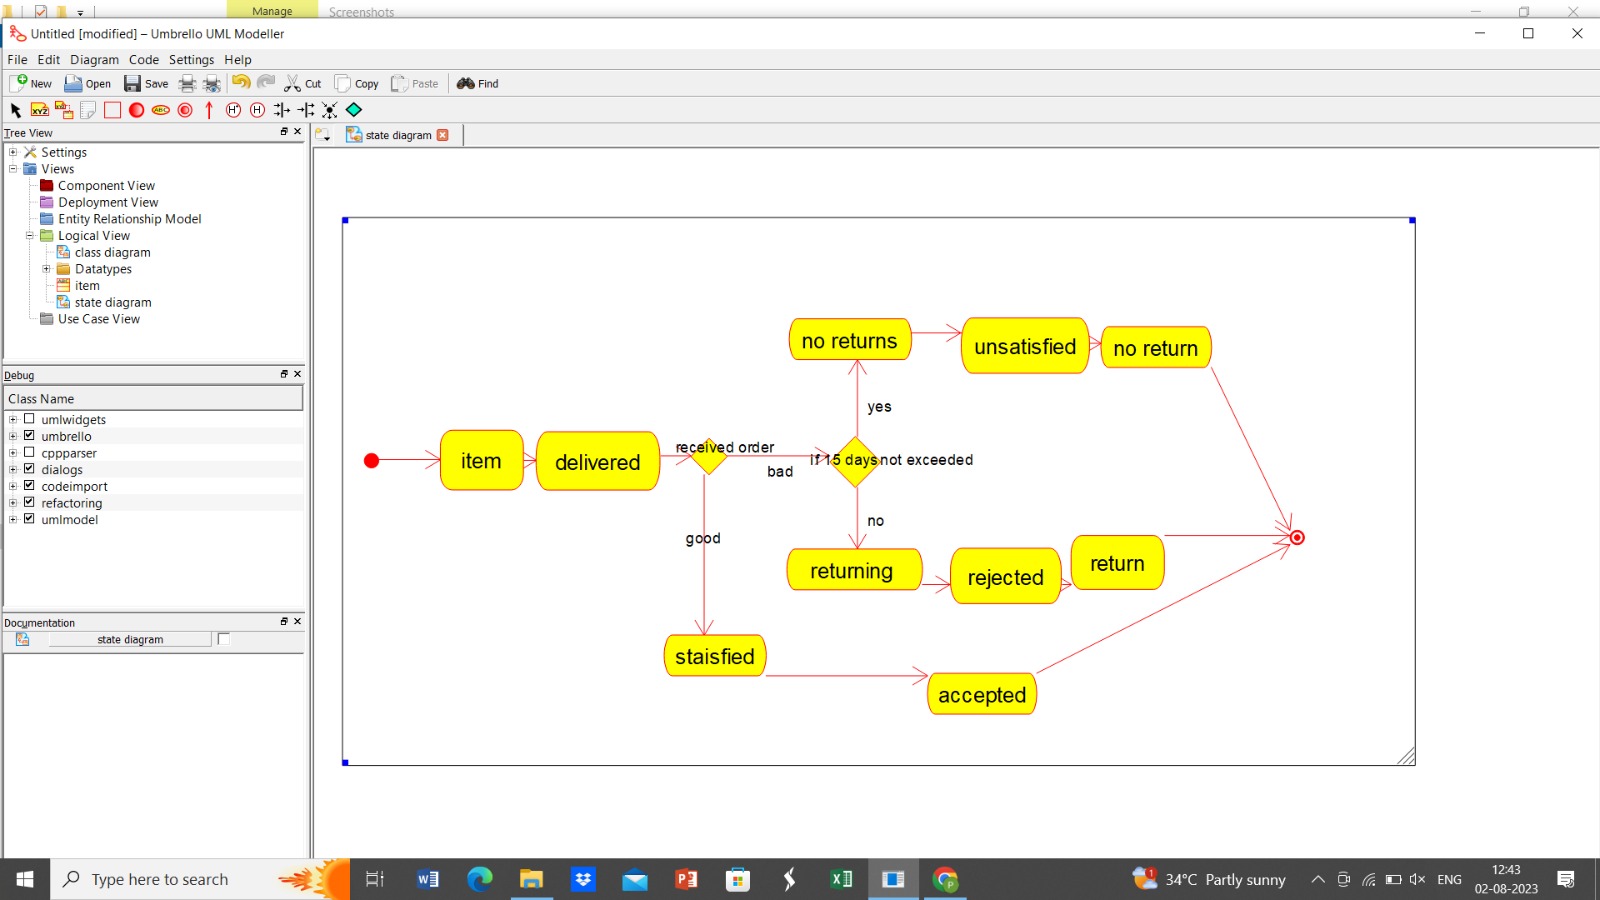 Manage
Screenshots
Untitled [modified] – Umbrello UML Modeller
File Edit Diagram Code Settings Help
New Open Save Cut Copy Paste Find
XYZ ABC H* H
Tree View
state diagram
Settings
Views
Component View
Deployment View
Entity Relationship Model
Logical View
class diagram
Datatypes
item
state diagram
Use Case View
Debug
Class Name
umlwidgets
umbrello
cppparser
dialogs
codeimport
refactoring
umlmodel
Documentation
state diagram
no returns
unsatisfied
no return
yes
item
delivered
received order
bad
if 15 days not exceeded
good
no
returning
rejected
return
staisfied
accepted
Type here to search
1
34°C Partly sunny
ENG
12:43
02-08-2023